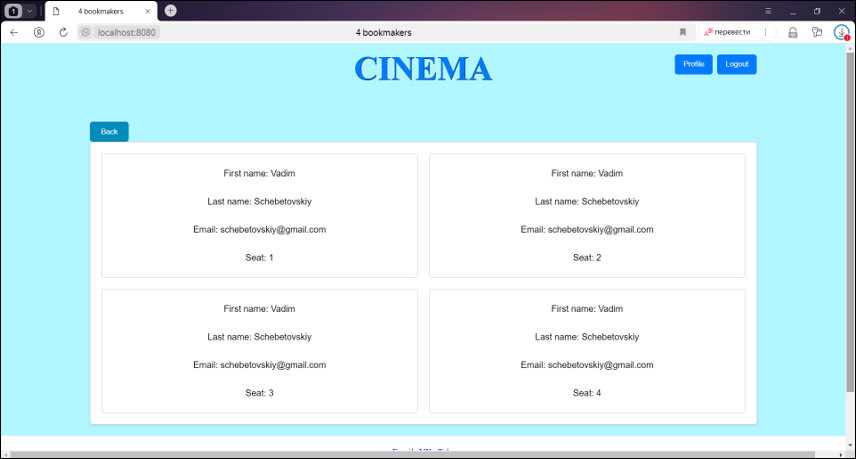 1
4 bookmakers
localhost:8080
4 bookmakers
перевести
CINEMA
Profile
Logout
Back
First name: Vadim
Last name: Schebetovskiy
Email: schebetovskiy@gmail.com
Seat: 1
First name: Vadim
Last name: Schebetovskiy
Email: schebetovskiy@gmail.com
Seat: 2
First name: Vadim
Last name: Schebetovskiy
Email: schebetovskiy@gmail.com
Seat: 3
First name: Vadim
Last name: Schebetovskiy
Email: schebetovskiy@gmail.com
Seat: 4